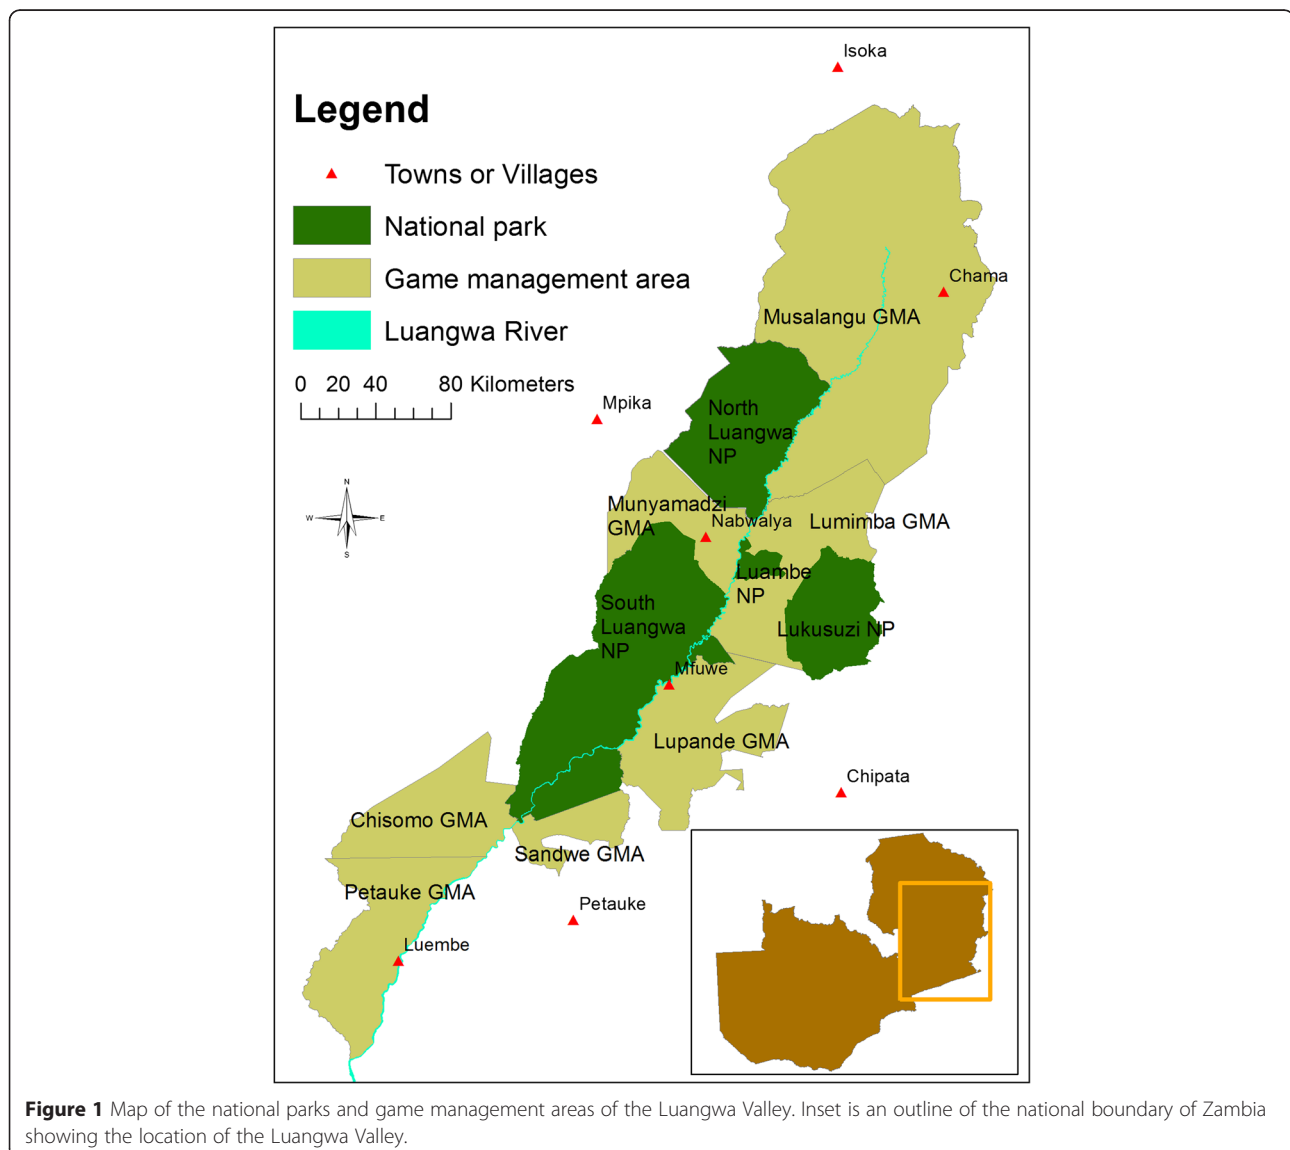 Isoka
Legend
Towns or Villages
National park
Game management area
Luangwa River
0 20 40 80 Kilometers
Chama
Musalangu GMA
Mpika
North
Luangwa
NP
N
W E
S
Munyamadzi
GMA
Nabwalya
Lumimba GMA
Luambe
NP
South
Luangwa
NP
Lukusuzi NP
Mfuwe
Lupande GMA
Chipata
Chisomo GMA
Sandwe GMA
Petauke GMA
Petauke
Luembe
Figure 1 Map of the national parks and game management areas of the Luangwa Valley. Inset is an outline of the national boundary of Zambia
showing the location of the Luangwa Valley.